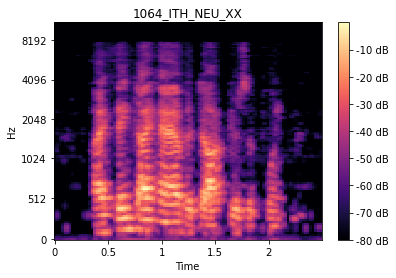 1064_ITH_NEU_XX
8192
4096
2048
1024
512
0
Hz
0 0.5 1 1.5 2
Time
-10 dB
-20 dB
-30 dB
-40 dB
-50 dB
-60 dB
-70 dB
-80 dB